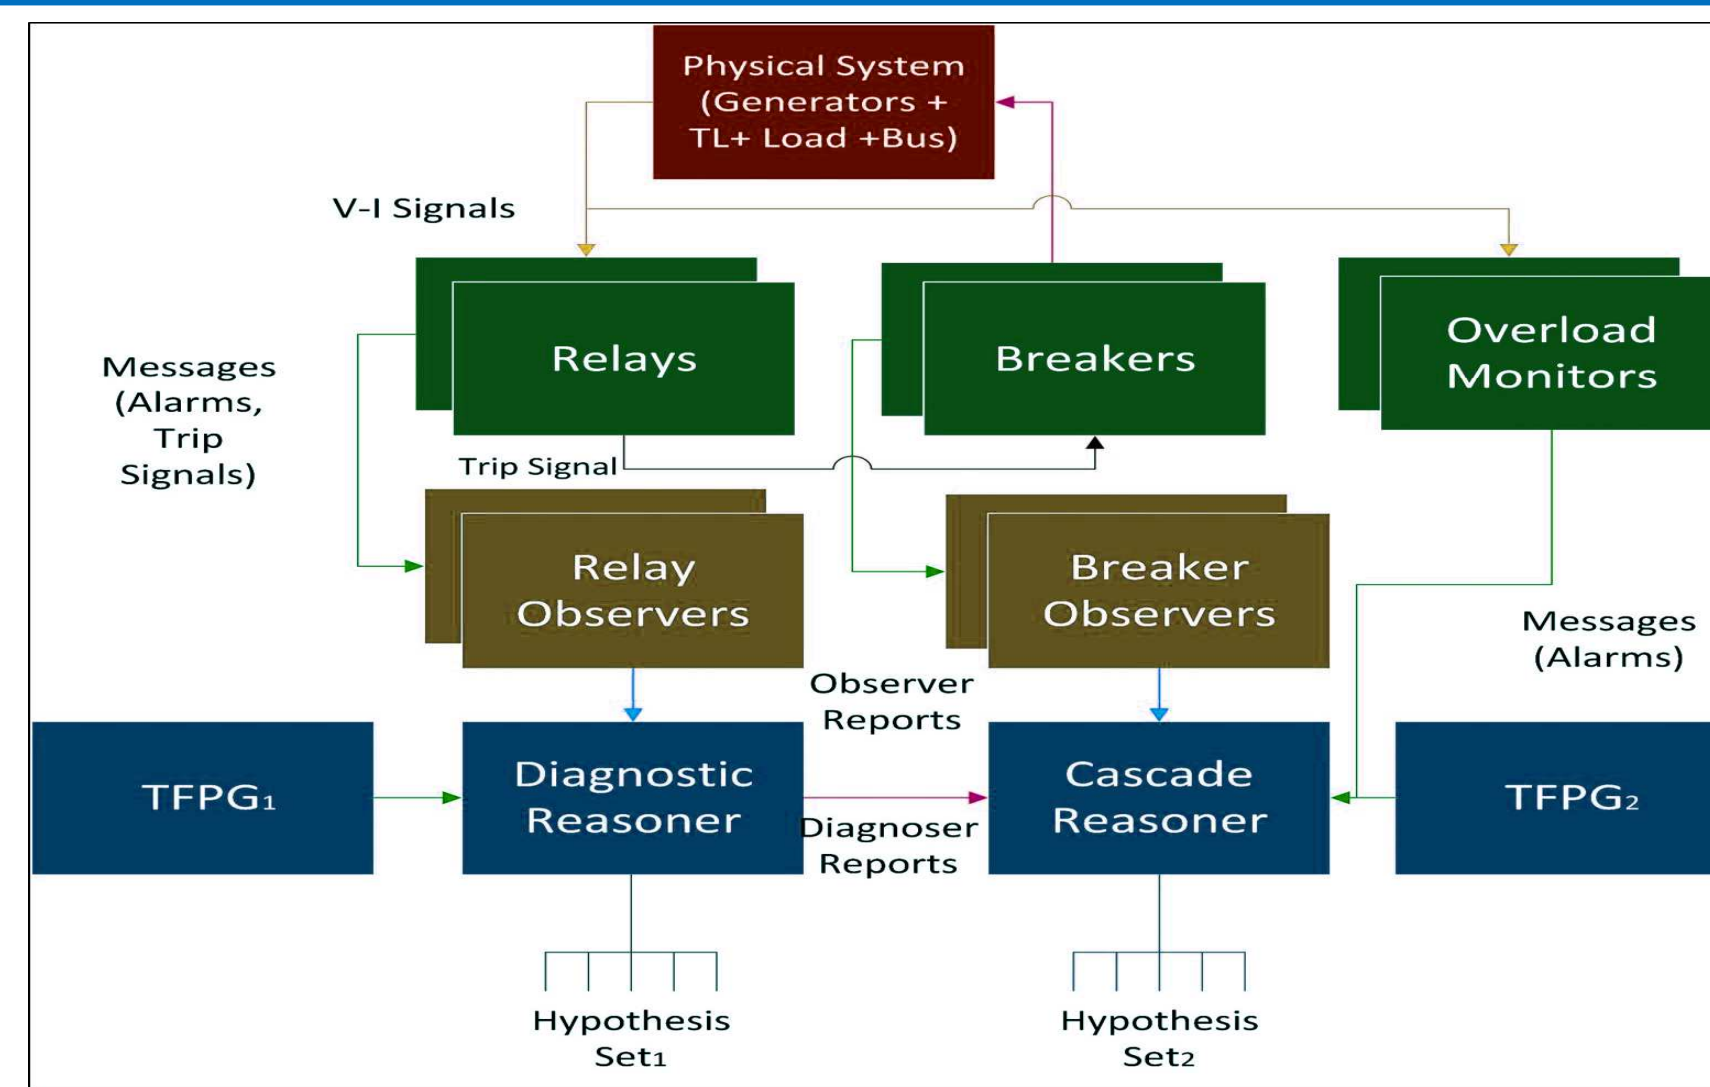 Physical System
(Generators +
TL+ Load +Bus)
V-I Signals
Relays
Breakers
Overload
Monitors
Messages
(Alarms,
Trip
Signals)
Trip Signal
Relay
Observers
Breaker
Observers
Messages
(Alarms)
Observer
Reports
TFPG₁
Diagnostic
Reasoner
Diagnoser
Reports
Cascade
Reasoner
TFPG₂
Hypothesis
Set₁
Hypothesis
Set₂